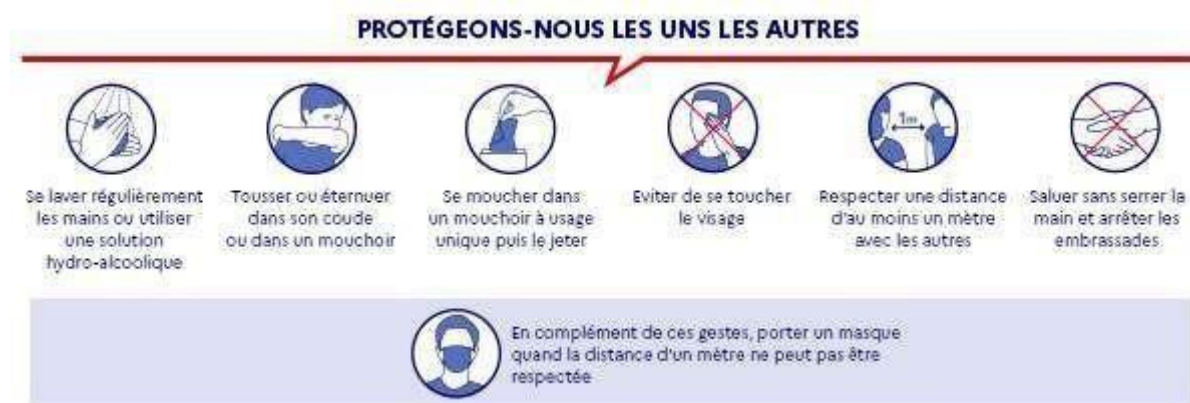 PROTÉGEONS-NOUS LES UNS LES AUTRES
Se laver régulièrement
les mains ou utiliser
une solution
hydro-alcoolique
Tousser ou éternuer
dans son coude
ou dans un mouchoir
Se moucher dans
un mouchoir à usage
unique puis le jeter
Eviter de se toucher
le visage
1m
Respecter une distance
d'au moins un mètre
avec les autres
Saluer sans serrer la
main et arrêter les
embrassades
En complément de ces gestes, porter un masque
quand la distance d'un mètre ne peut pas être
respectée